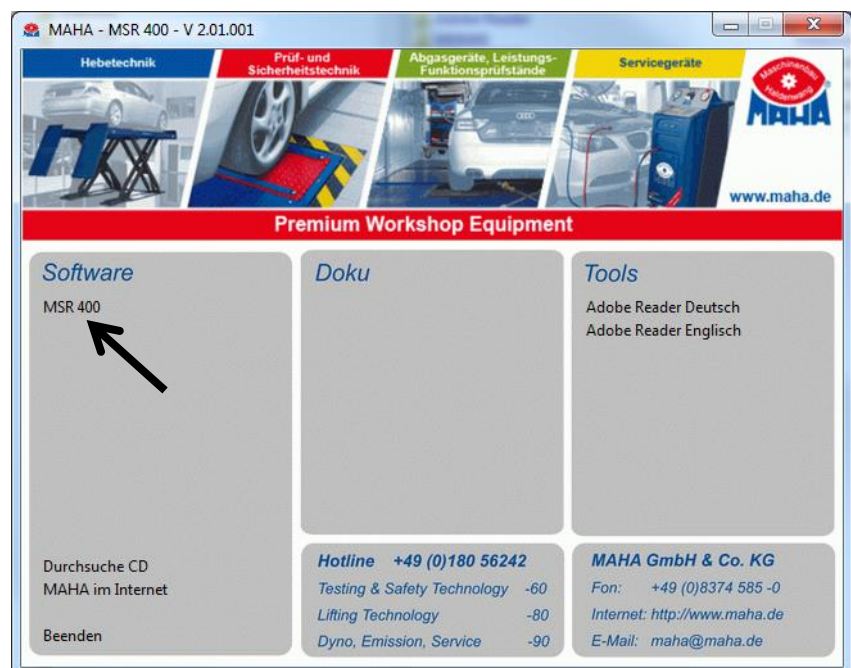 MAHA - MSR 400 - V 2.01.001
Hebetechnik
Prüf- und
Sicherheitstechnik
Abgasgeräte, Leistungs-
Funktionsprüfstände
Servicegeräte
Maschinenbau
Haldenwang
MAHA
www.maha.de
Premium Workshop Equipment
Software
MSR 400
Durchsuche CD
MAHA im Internet
Beenden
Doku
Tools
Adobe Reader Deutsch
Adobe Reader Englisch
Hotline +49 (0)180 56242
Testing & Safety Technology -60
Lifting Technology -80
Dyno, Emission, Service -90
MAHA GmbH & Co. KG
Fon: +49 (0)8374 585 -0
Internet: http://www.maha.de
E-Mail: maha@maha.de